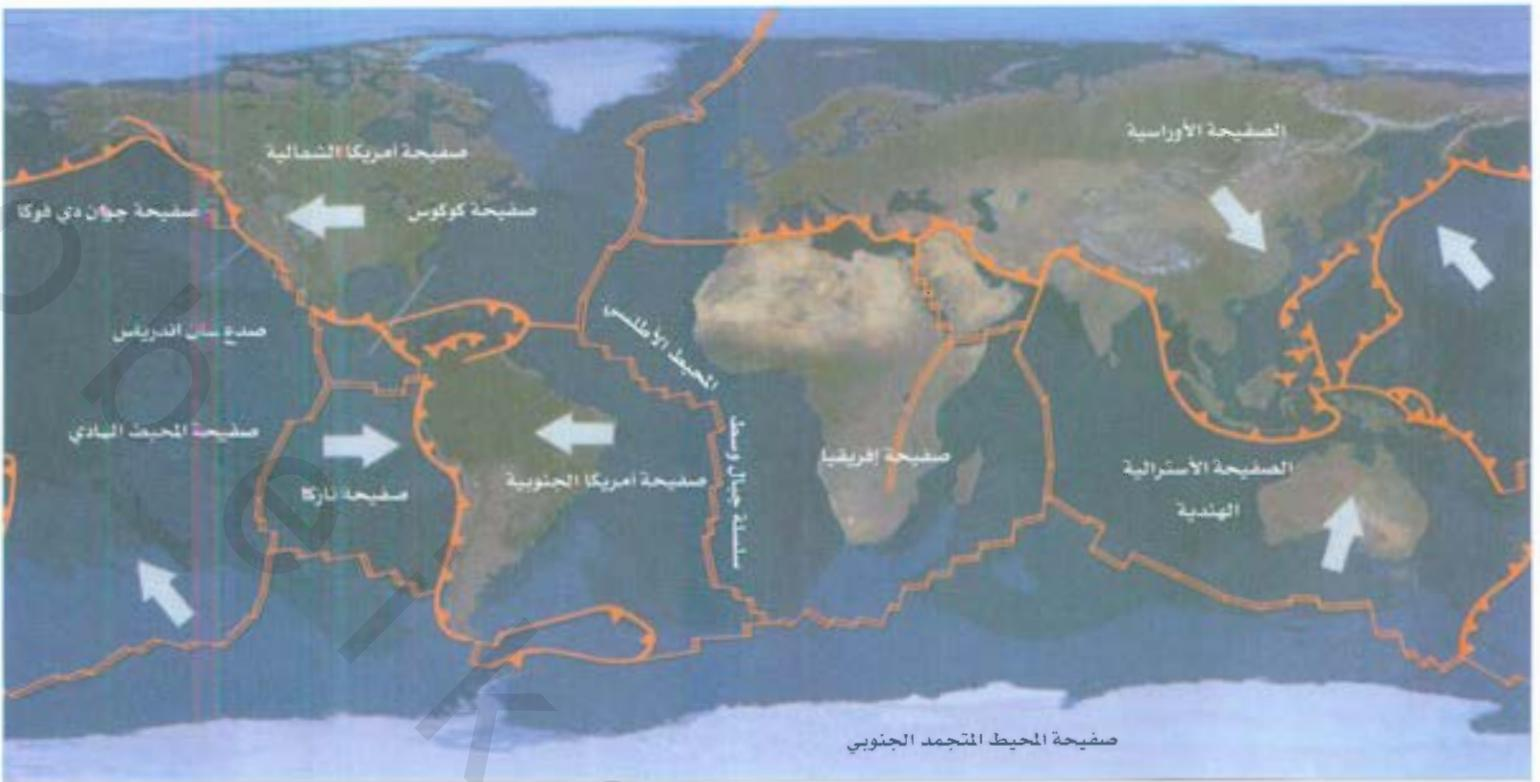 صفيحة أمريكا الشمالية
الصفيحة الأوراسية
صفيحة جوان دي فوكا
صفيحة كوكوس
صدع سان اندرياس
المحيط الأطلسي
سلسلة جبال وسط
صفيحة المحيط الهادي
صفيحة نازكا
صفيحة أمريكا الجنوبية
صفيحة إفريقيا
الصفيحة الأسترالية
الهندية
صفيحة المحيط المتجمد الجنوبي